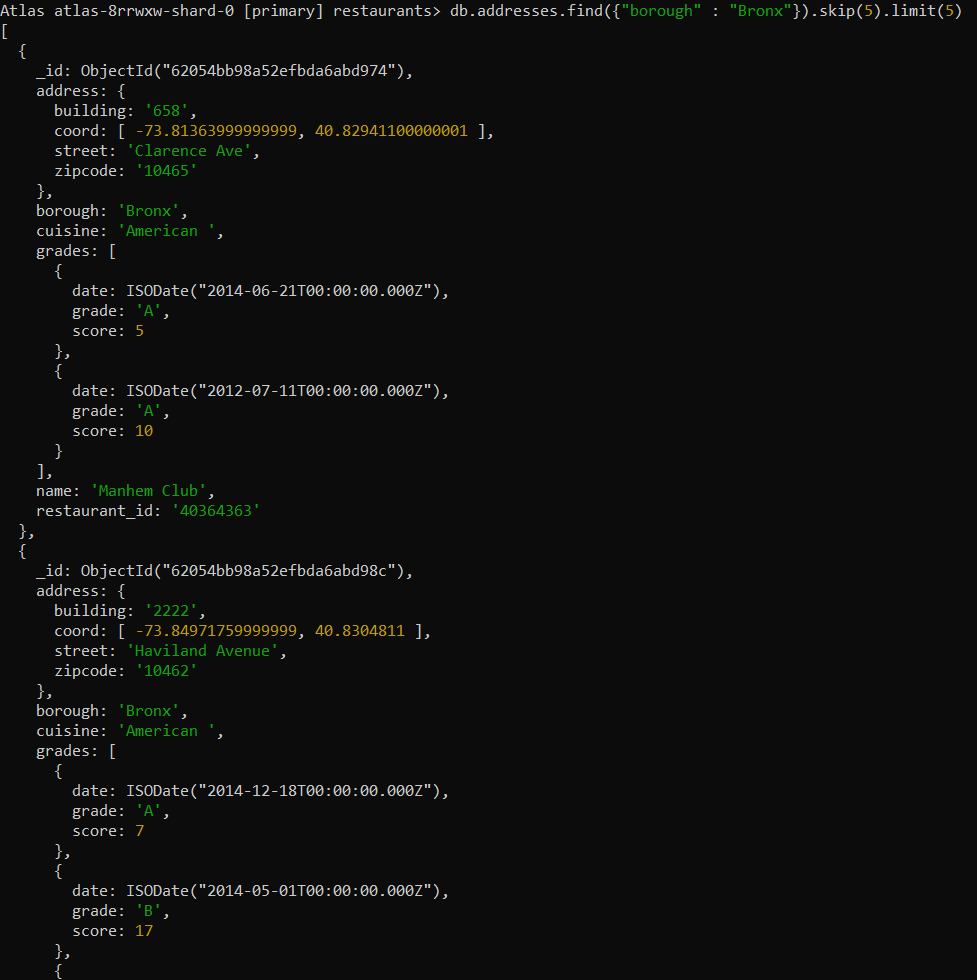 Atlas atlas-8rrwxw-shard-0 [primary] restaurants> db.addresses.find({"borough" : "Bronx"}).skip(5).limit(5)
[
  {
    _id: ObjectId("62054bb98a52efbda6abd974"),
    address: {
      building: '658',
      coord: [ -73.81363999999999, 40.82941100000001 ],
      street: 'Clarence Ave',
      zipcode: '10465'
    },
    borough: 'Bronx',
    cuisine: 'American ',
    grades: [
      {
        date: ISODate("2014-06-21T00:00:00.000Z"),
        grade: 'A',
        score: 5
      },
      {
        date: ISODate("2012-07-11T00:00:00.000Z"),
        grade: 'A',
        score: 10
      }
    ],
    name: 'Manhem Club',
    restaurant_id: '40364363'
  },
  {
    _id: ObjectId("62054bb98a52efbda6abd98c"),
    address: {
      building: '2222',
      coord: [ -73.84971759999999, 40.8304811 ],
      street: 'Haviland Avenue',
      zipcode: '10462'
    },
    borough: 'Bronx',
    cuisine: 'American ',
    grades: [
      {
        date: ISODate("2014-12-18T00:00:00.000Z"),
        grade: 'A',
        score: 7
      },
      {
        date: ISODate("2014-05-01T00:00:00.000Z"),
        grade: 'B',
        score: 17
      },
      {